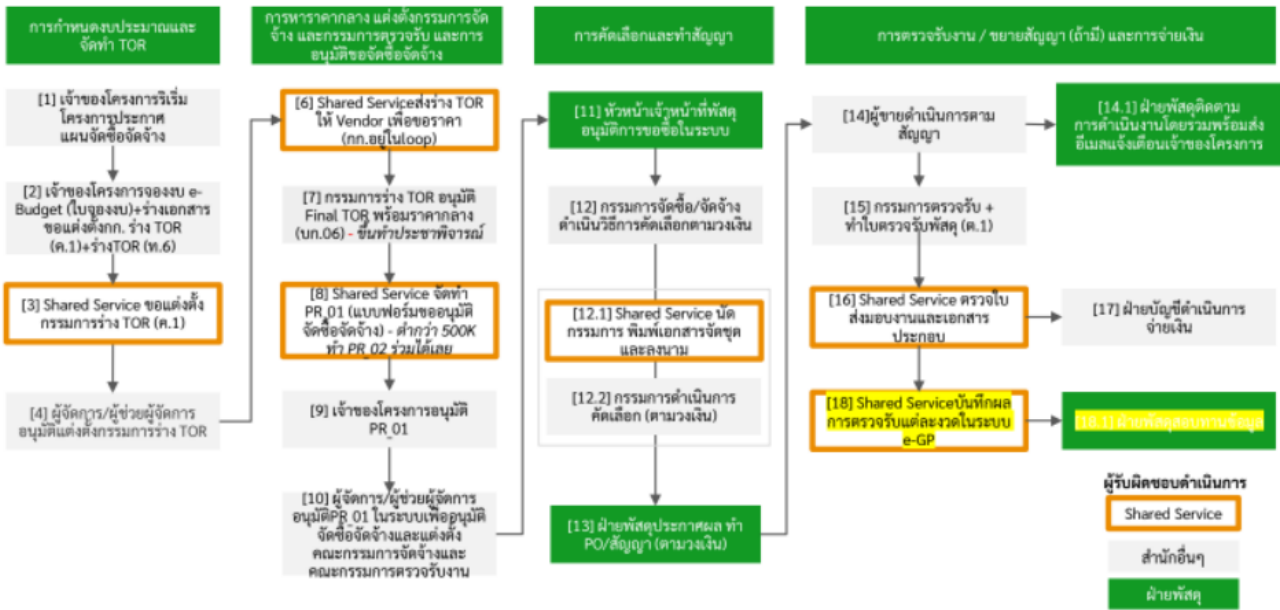 การกำหนดงบประมาณและ
จัดทำ TOR
[1] เจ้าของโครงการริเริ่ม
โครงการประกาศ
แผนจัดซื้อจัดจ้าง
[2] เจ้าของโครงการจองงบ e-
Budget (ใบจองงบ)+ร่างเอกสาร
ขอแต่งตั้งกก. ร่าง TOR
(ค.1)+ร่างTOR (ท.6)
[3] Shared Service ขอแต่งตั้ง
กรรมการร่าง TOR (ค.1)
[4] ผู้จัดการ/ผู้ช่วยผู้จัดการ
อนุมัติแต่งตั้งกรรมการร่าง TOR
การหาราคากลาง แต่งตั้งกรรมการจัด
จ้าง และกรรมการตรวจรับ และการ
อนุมัติขอจัดซื้อจัดจ้าง
[6] Shared Serviceส่งร่าง TOR
ให้ Vendor เพื่อขอราคา
(กก.อยู่ในloop)
[7] กรรมการร่าง TOR อนุมัติ
Final TOR พร้อมราคากลาง
(บก.06) - ขึ้นทำประชาพิจารณ์
[8] Shared Service จัดทำ
PR_01 (แบบฟอร์มขออนุมัติ
จัดซื้อจัดจ้าง) - ต่ำกว่า 500K
ทำ PR_02 ร่วมได้เลย
[9] เจ้าของโครงการอนุมัติ
PR_01
[10] ผู้จัดการ/ผู้ช่วยผู้จัดการ
อนุมัติPR_01 ในระบบเพื่ออนุมัติ
จัดซื้อจัดจ้างและแต่งตั้ง
คณะกรรมการจัดจ้างและ
คณะกรรมการตรวจรับงาน
การคัดเลือกและทำสัญญา
[11] หัวหน้าเจ้าหน้าที่พัสดุ
อนุมัติการขอซื้อในระบบ
[12] กรรมการจัดซื้อ/จัดจ้าง
ดำเนินวิธีการคัดเลือกตามวงเงิน
[12.1] Shared Service นัด
กรรมการ พิมพ์เอกสารจัดชุด
และลงนาม
[12.2] กรรมการดำเนินการ
คัดเลือก (ตามวงเงิน)
[13] ฝ่ายพัสดุประกาศผล ทำ
PO/สัญญา (ตามวงเงิน)
การตรวจรับงาน / ขยายสัญญา (ถ้ามี) และการจ่ายเงิน
[14]ผู้ขายดำเนินการตาม
สัญญา
[14.1] ฝ่ายพัสดุติดตาม
การดำเนินงานโดยรวมพร้อมส่ง
อีเมลแจ้งเตือนเจ้าของโครงการ
[15] กรรมการตรวจรับ +
ทำใบตรวจรับพัสดุ (ต.1)
[16] Shared Service ตรวจใบ
ส่งมอบงานและเอกสาร
ประกอบ
[17] ฝ่ายบัญชีดำเนินการ
จ่ายเงิน
[18] Shared Serviceบันทึกผล
การตรวจรับแต่ละงวดในระบบ
e-GP
[18.1] ฝ่ายพัสดุสอบทานข้อมูล
ผู้รับผิดชอบดำเนินการ
Shared Service
สำนักอื่นๆ
ฝ่ายพัสดุ